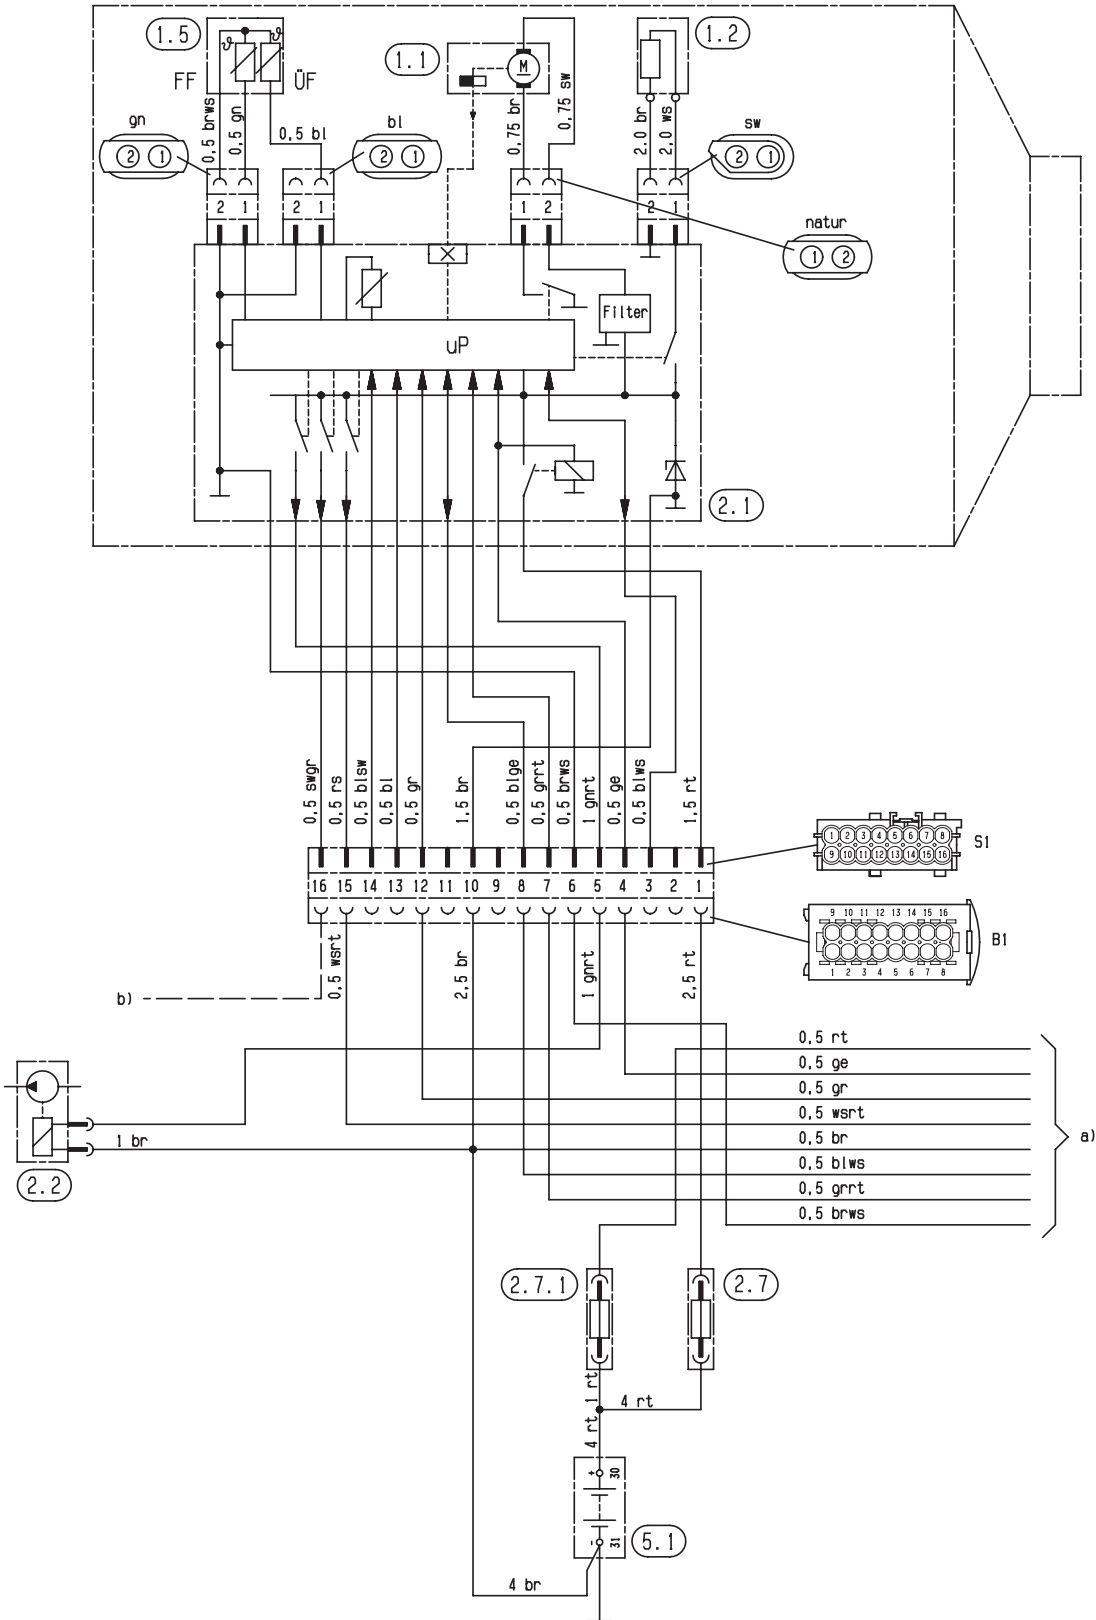 1.5
1.1
1.2
ϑ
ϑ
M
FF
ÜF
0,5 brws
0,5 gn
0,5 bl
0,75 br
0,75 sw
2.0 br
2,0 ws
gn
2 1
bl
2 1
sw
2 1
2 1
2 1
1 2
2 1
natur
1 2
Filter
uP
2.1
0,5 swgr
0,5 rs
0,5 blsw
0,5 bl
0,5 gr
1,5 br
0,5 blge
0,5 grrt
0,5 brws
1 gnrt
0,5 ge
0,5 blws
1,5 rt
1 2 3 4 5 6 7 8
9 10 11 12 13 14 15 16
S1
16 15 14 13 12 11 10 9 8 7 6 5 4 3 2 1
9 10 11 12 13 14 15 16
1 2 3 4 5 6 7 8
B1
0,5 wsrt
2,5 br
1 gnrt
2,5 rt
b)
0,5 rt
0,5 ge
0,5 gr
0,5 wsrt
0,5 br
0,5 blws
0,5 grrt
0,5 brws
a)
1 br
2.2
2.7.1
2.7
1 rt
4 rt
4 rt
+ 30
- 31
5.1
4 br